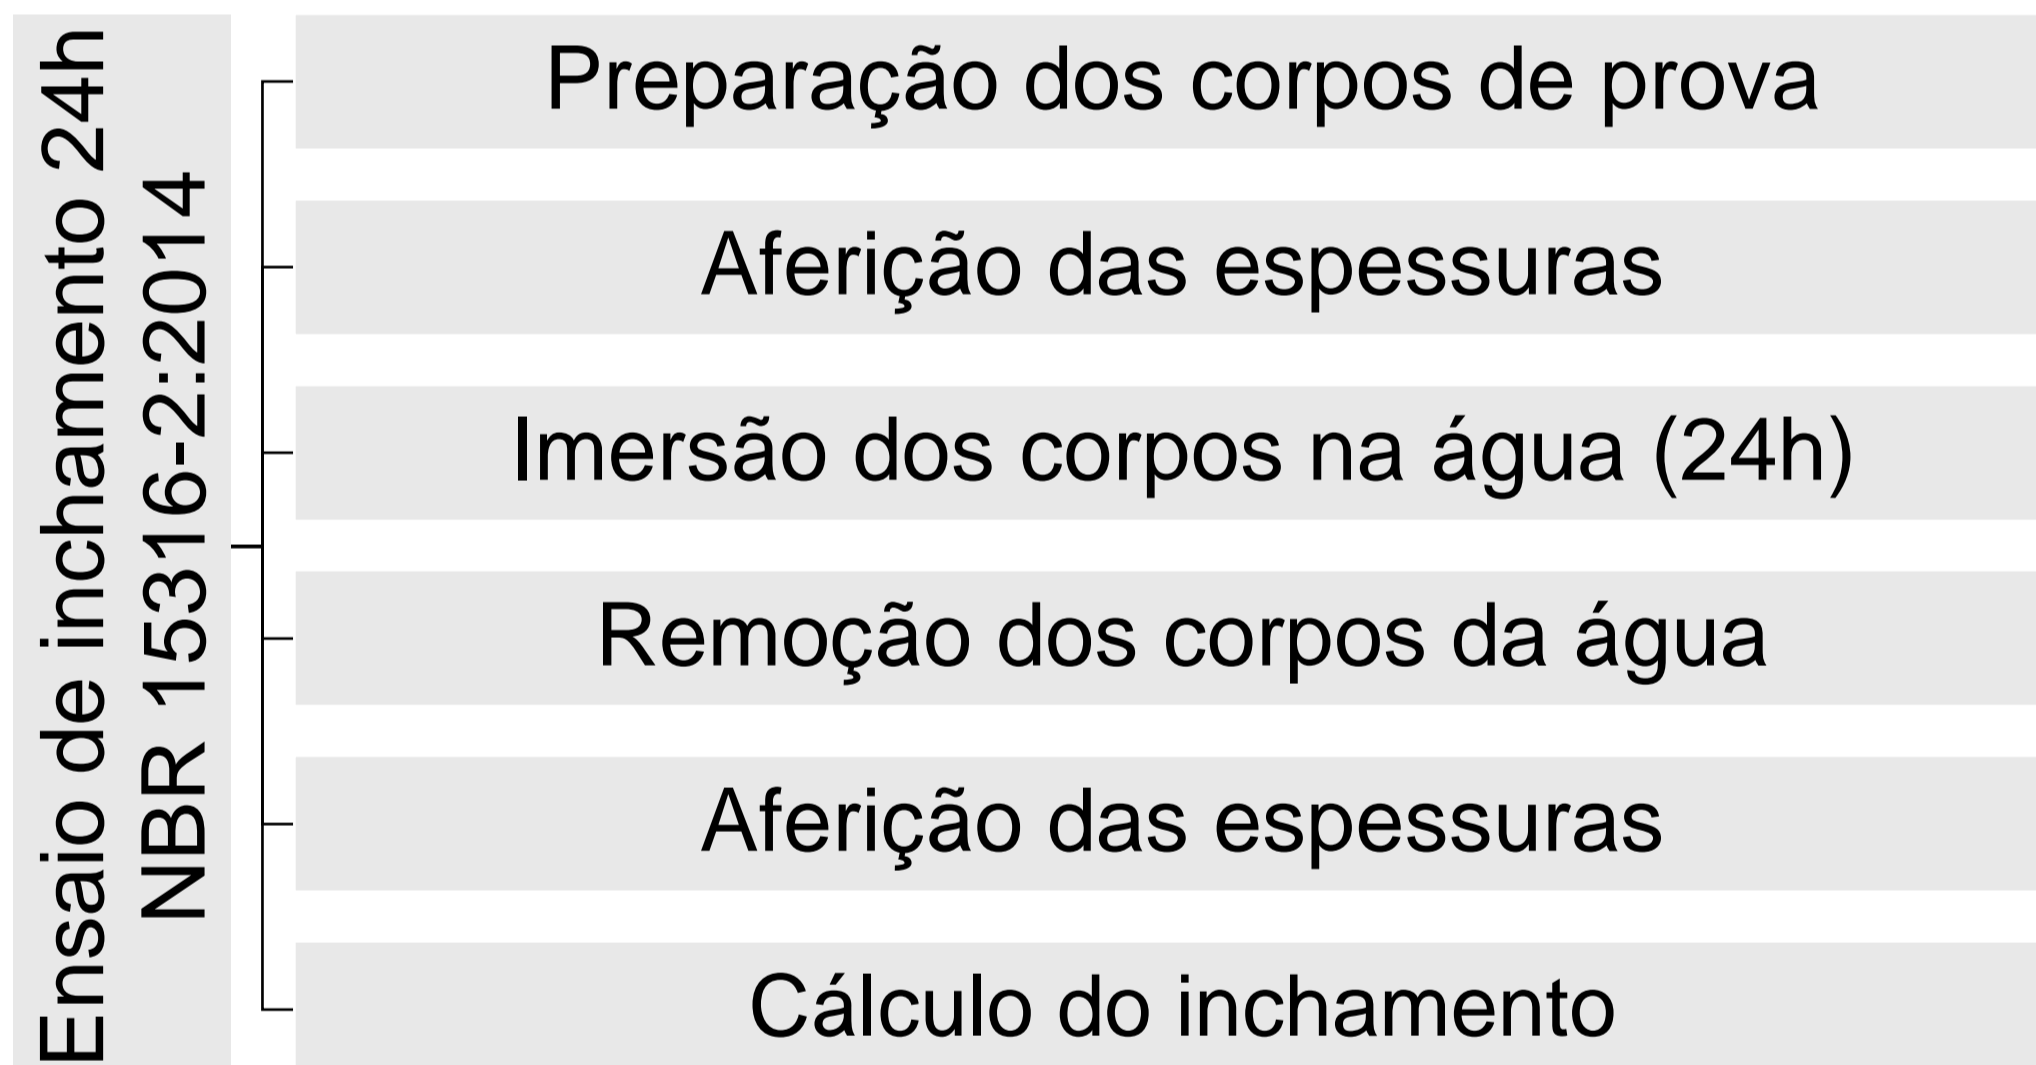 Ensaio de inchamento 24h
NBR 15316-2:2014
Preparação dos corpos de prova
Aferição das espessuras
Imersão dos corpos na água (24h)
Remoção dos corpos da água
Aferição das espessuras
Cálculo do inchamento